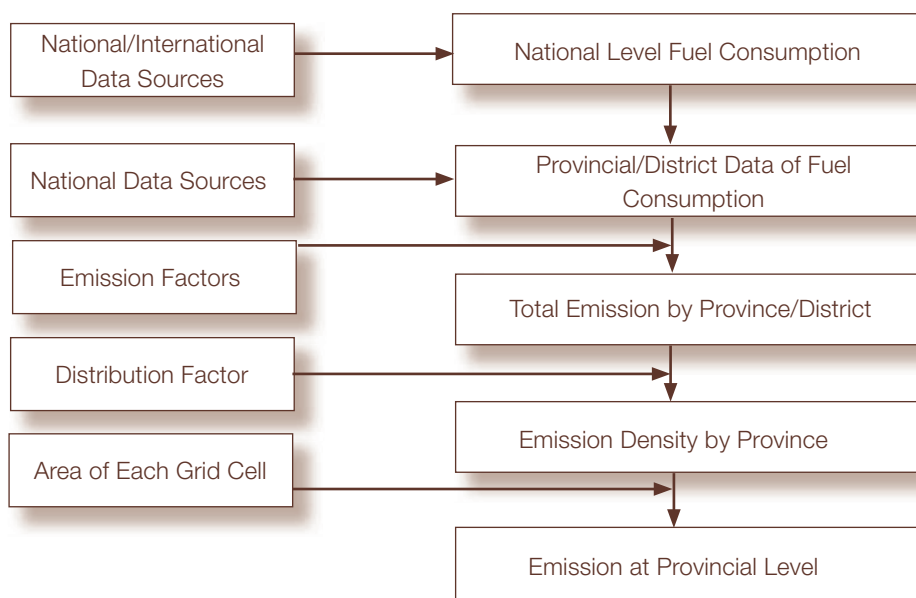 National/International
Data Sources
National Level Fuel Consumption
National Data Sources
Provincial/District Data of Fuel
Consumption
Emission Factors
Total Emission by Province/District
Distribution Factor
Emission Density by Province
Area of Each Grid Cell
Emission at Provincial Level